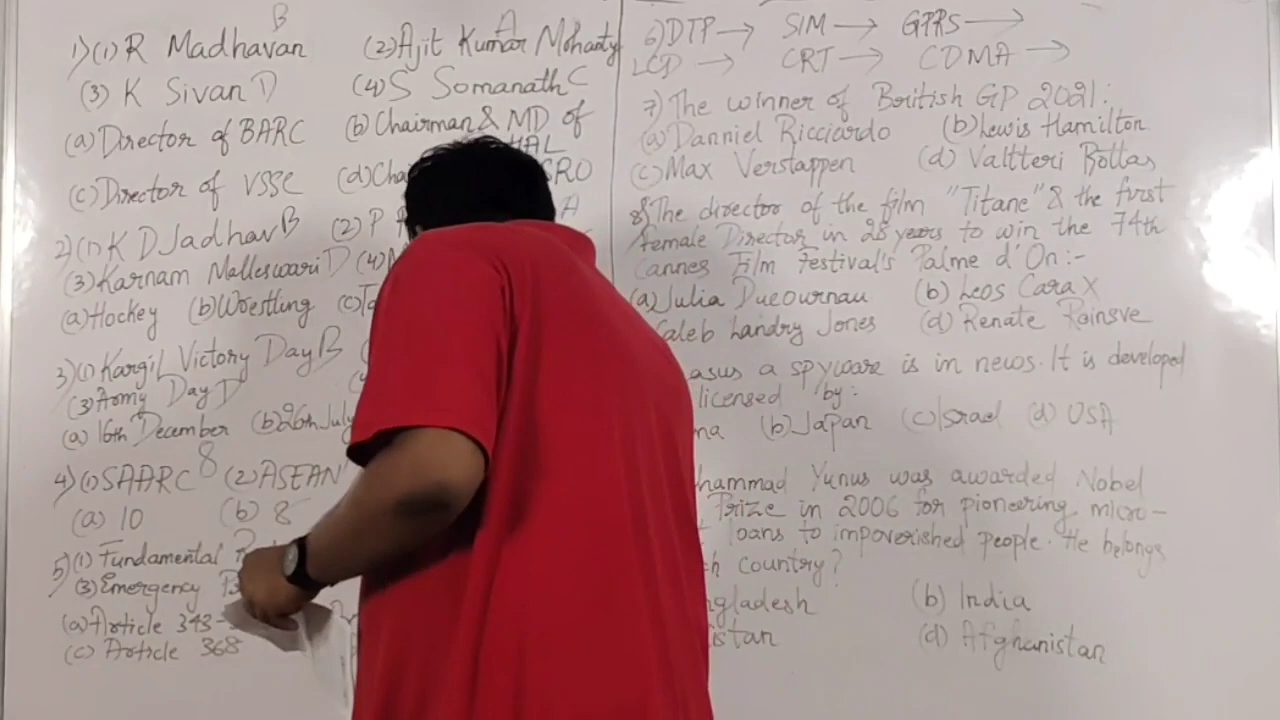 1)(1) R Madhavan B (2) Ajit Kumar Mohanty A
(3) K Sivan D (4) S Somanath C
(a) Director of BARC (b) Chairman & MD of
HAL
(c) Director of VSSC (d) Cha SRO
2)(1) K D Jadhav B (2) P A
(3) Karnam Malleswari D (4)
(a) Hockey (b) Wrestling (c)
3)(1) Kargil Victory Day B
(3) Army Day D
(a) 16th December (b) 26th July
4)(1) SAARC 8 (2) ASEAN
(a) 10 (b) 8
5)(1) Fundamental
(3) Emergency
(a) Article 343-
(c) Article 368
6) DTP → SIM → GPRS →
LCD → CRT → CDMA →
7) The winner of British GP 2021:
(a) Danniel Ricciardo (b) Lewis Hamilton
(c) Max Verstappen (d) Valtteri Bottas
8) The director of the film "Titane" & the first
female Director in 28 years to win the 74th
Cannes Film Festival's Palme d'On:-
(a) Julia Ducournau (b) Leos Carax
Caleb Landry Jones (d) Renate Reinsve
asus a spyware is in news. It is developed
licensed by:
na (b) Japan (c) Israel (d) USA
hammad Yunus was awarded Nobel
Prize in 2006 for pioneering micro-
loans to impoverished people. He belongs
ch country?
ngladesh (b) India
istan (d) Afghanistan